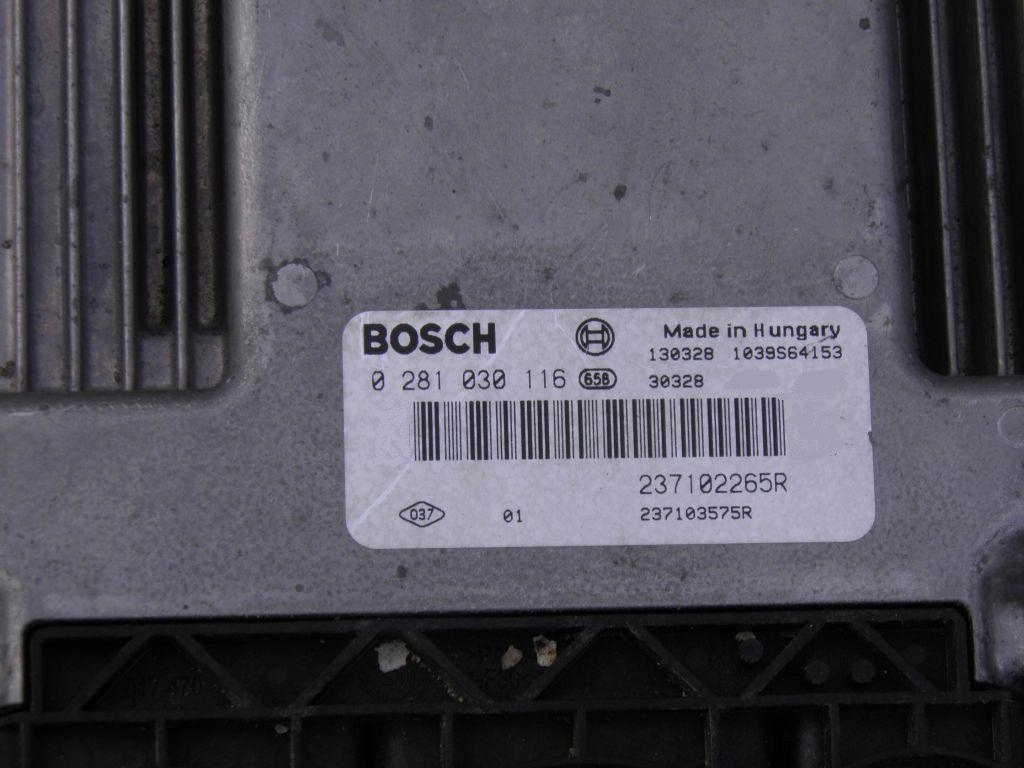 BOSCH
Made in Hungary
130328 1039S64153
0 281 030 116 658
30328
237102265R
037 01 237103575R